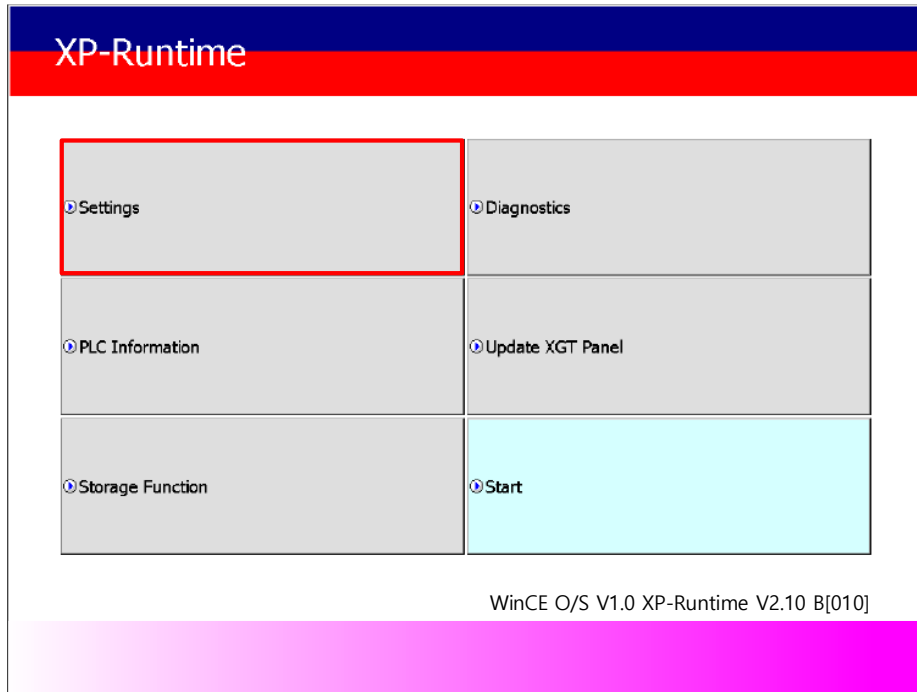 XP-Runtime
Settings
Diagnostics
PLC Information
Update XGT Panel
Storage Function
Start
WinCE O/S V1.0 XP-Runtime V2.10 B[010]